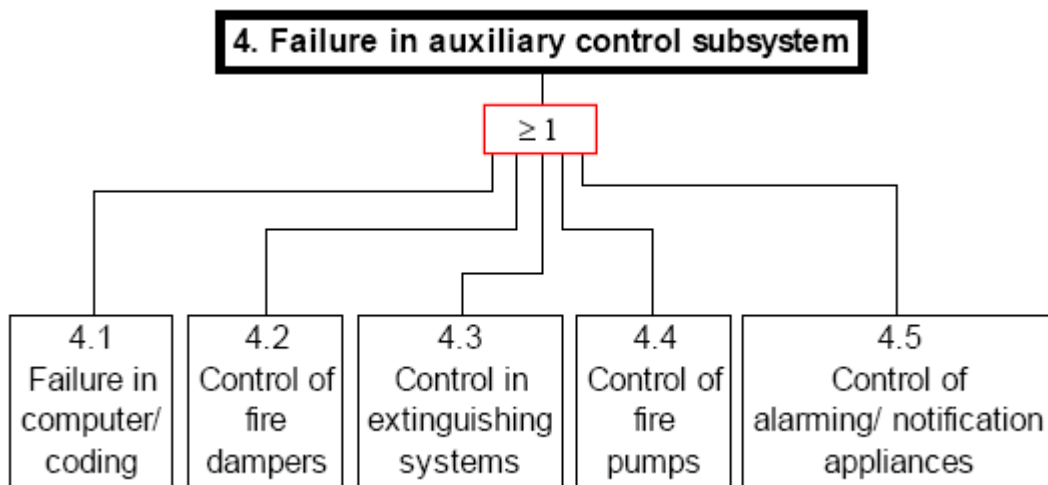 4. Failure in auxiliary control subsystem
≥ 1
4.1
Failure in
computer/
coding
4.2
Control of
fire
dampers
4.3
Control in
extinguishing
systems
4.4
Control of
fire
pumps
4.5
Control of
alarming/ notification
appliances